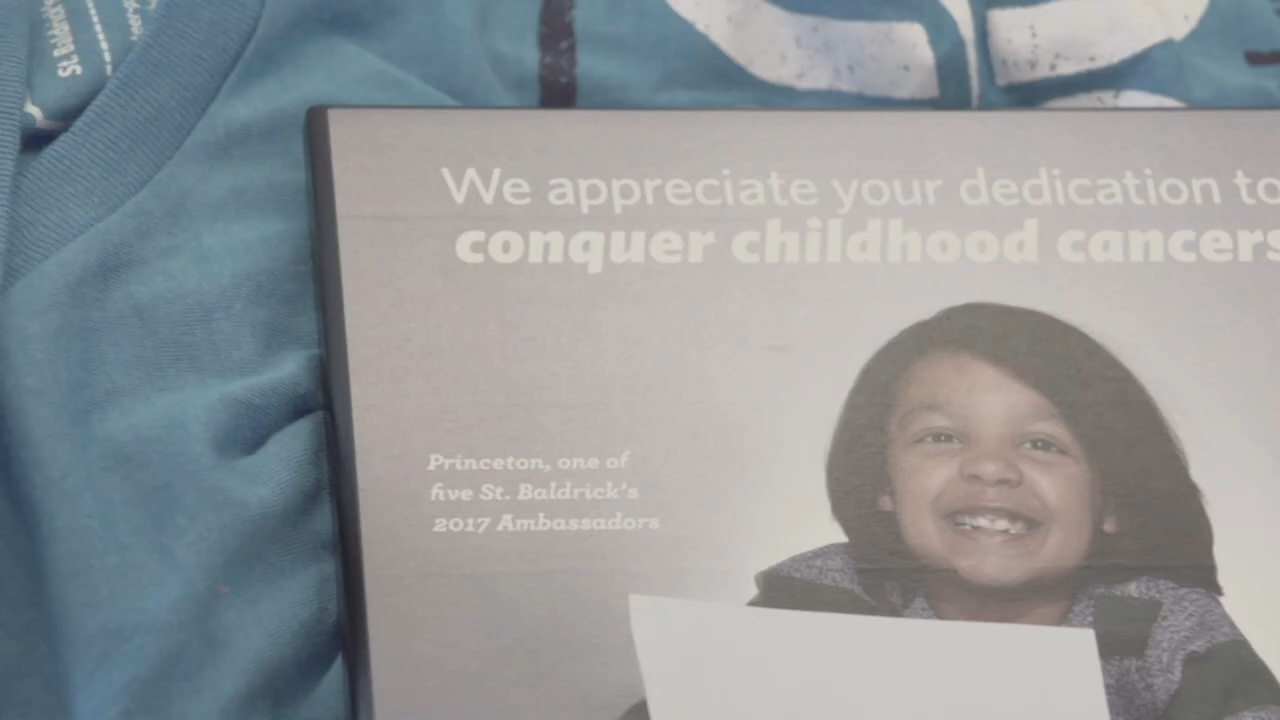 St. Baldrick's
We appreciate your dedication to
conquer childhood cancers
Princeton, one of
five St. Baldrick's
2017 Ambassadors